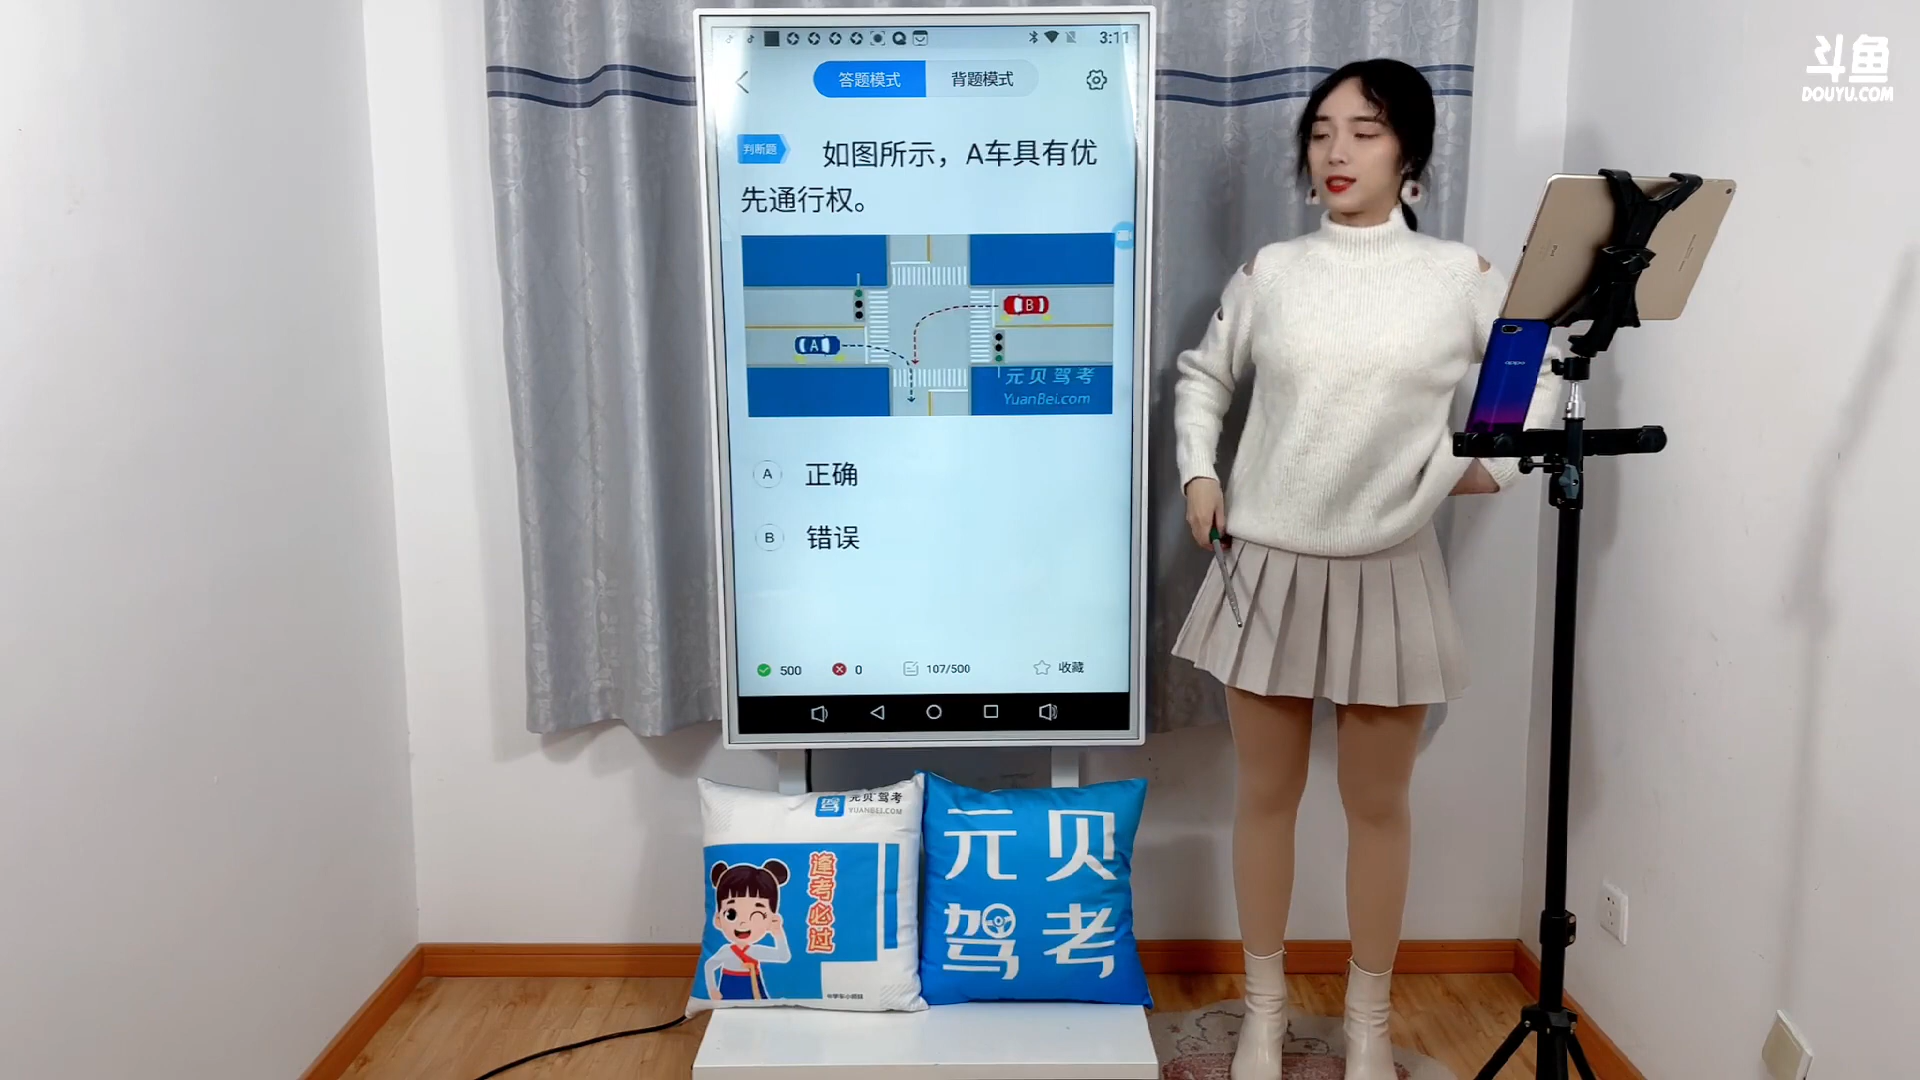 斗鱼
DOUYU.COM
3:11
答题模式
背题模式
判断题
如图所示，A车具有优
先通行权。
B
A
元贝驾考
YuanBei.com
A 正确
B 错误
500
0
107/500
收藏
元贝驾考
YUANBEI.COM
逢考必过
元贝
驾考
oppo